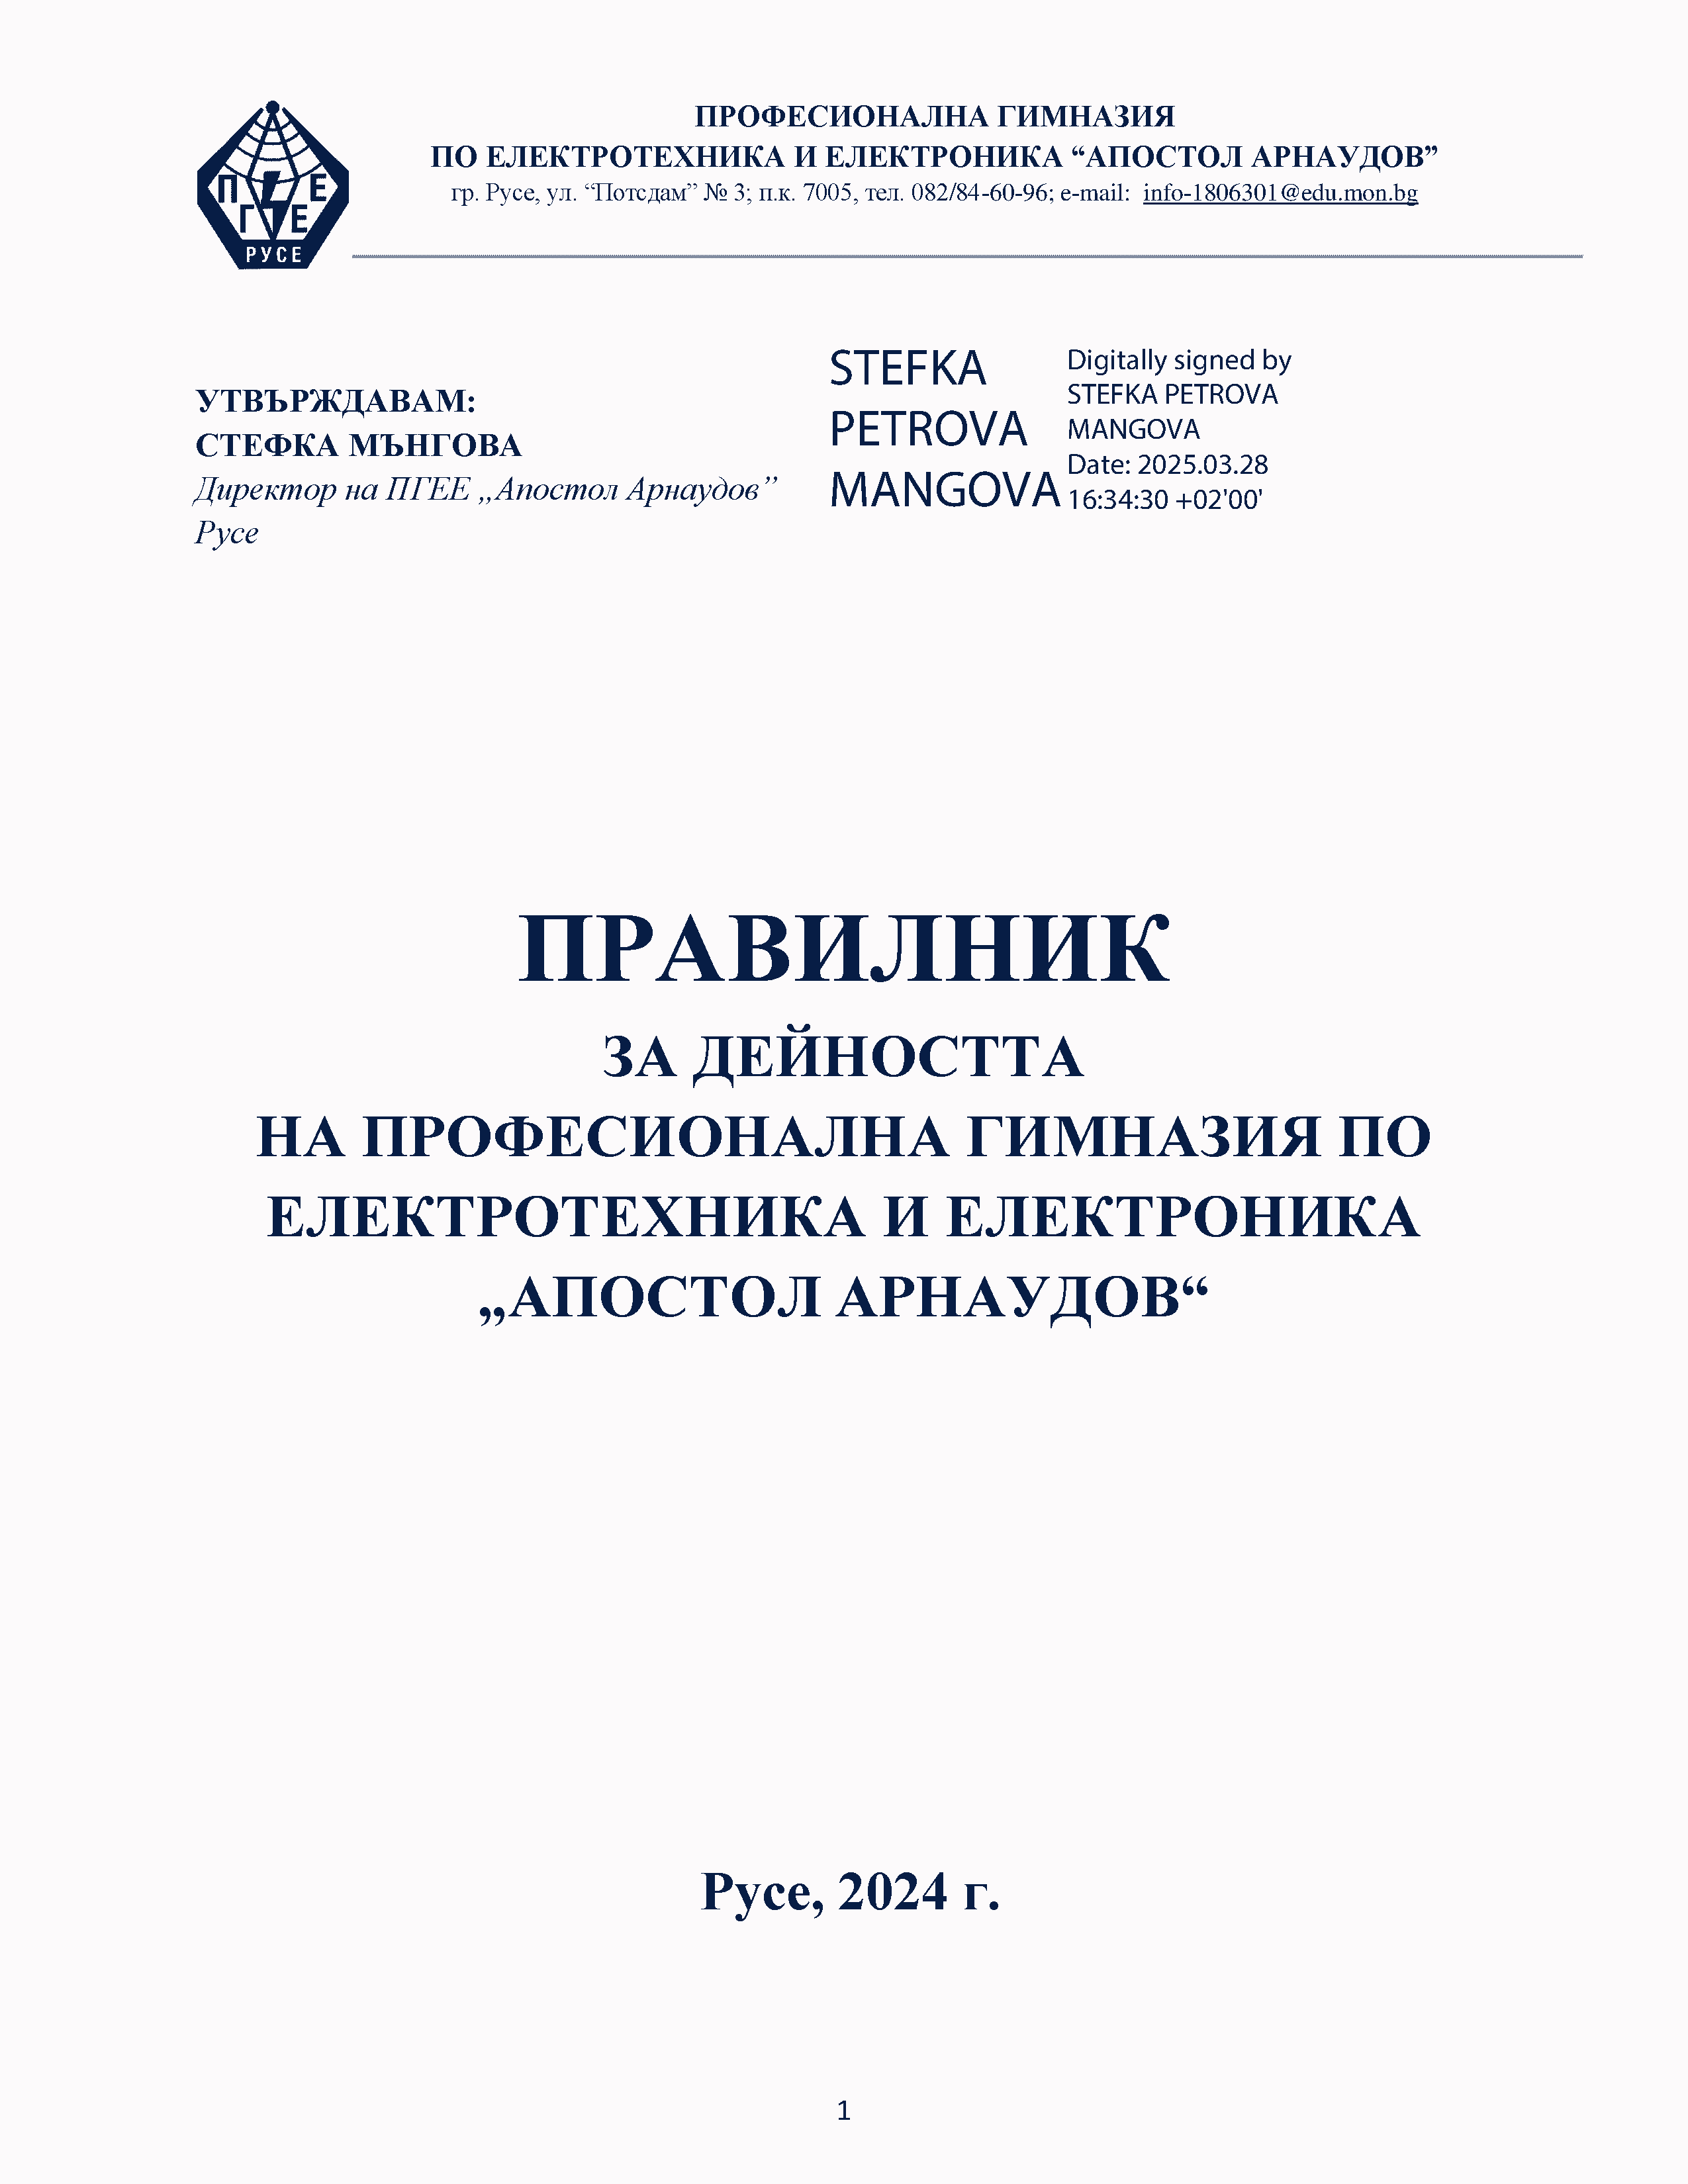 ПРОФЕСИОНАЛНА ГИМНАЗИЯ
ПО ЕЛЕКТРОТЕХНИКА И ЕЛЕКТРОНИКА “АПОСТОЛ АРНАУДОВ”
гр. Русе, ул. “Потсдам” № 3; п.к. 7005, тел. 082/84-60-96; e-mail: info-1806301@edu.mon.bg
П Е
Г Е
РУСЕ
УТВЪРЖДАВАМ:
СТЕФКА МЪНГОВА
Директор на ПГЕЕ „Апостол Арнаудов”
Русе
STEFKA
PETROVA
MANGOVA
Digitally signed by
STEFKA PETROVA
MANGOVA
Date: 2025.03.28
16:34:30 +02'00'
ПРАВИЛНИК
ЗА ДЕЙНОСТТА
НА ПРОФЕСИОНАЛНА ГИМНАЗИЯ ПО
ЕЛЕКТРОТЕХНИКА И ЕЛЕКТРОНИКА
„АПОСТОЛ АРНАУДОВ“
Русе, 2024 г.
1